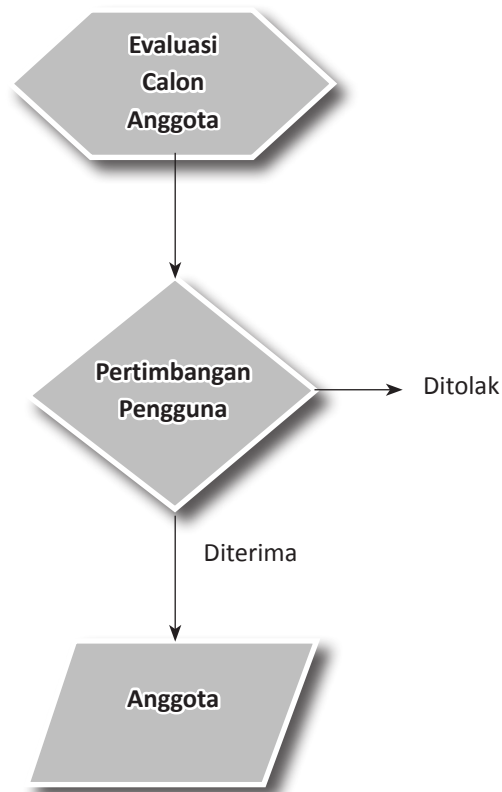 Evaluasi
Calon
Anggota
Pertimbangan
Pengguna
Ditolak
Diterima
Anggota